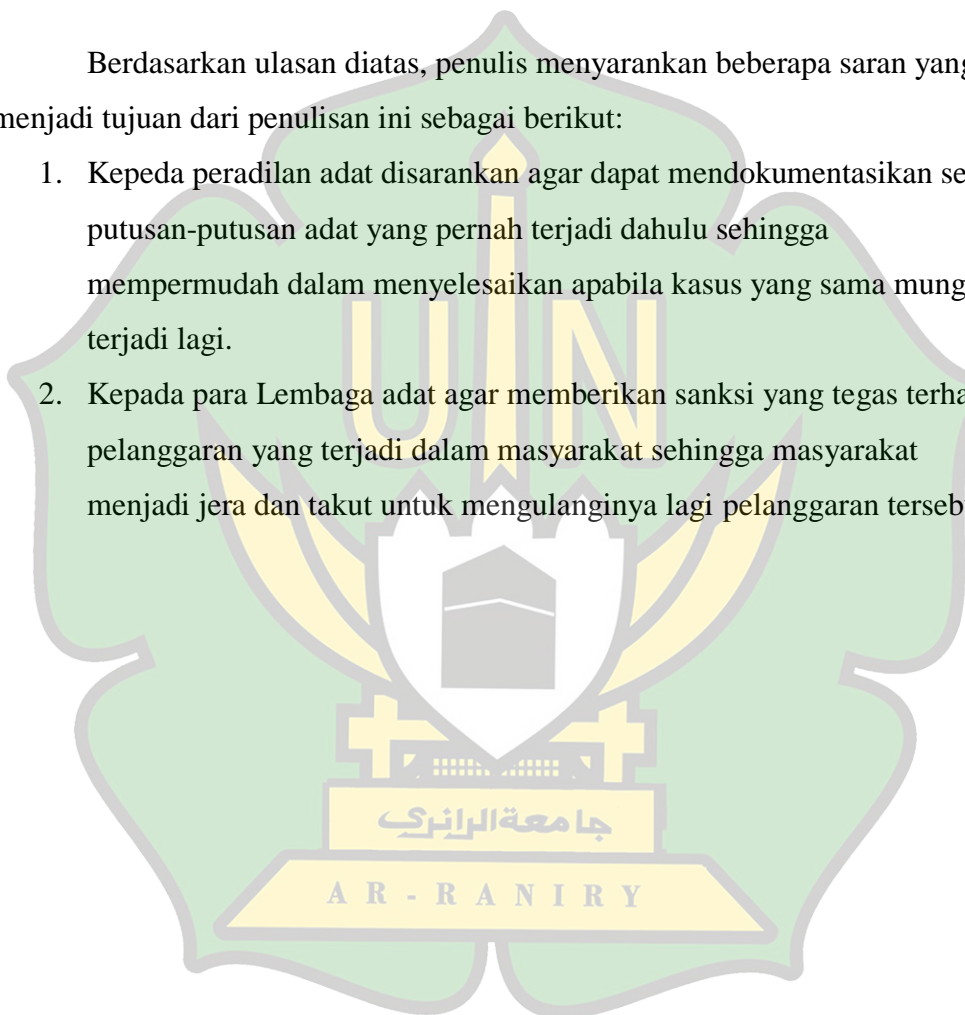 Berdasarkan ulasan diatas, penulis menyarankan beberapa saran yang
menjadi tujuan dari penulisan ini sebagai berikut:
1. Kepeda peradilan adat disarankan agar dapat mendokumentasikan se
putusan-putusan adat yang pernah terjadi dahulu sehingga
mempermudah dalam menyelesaikan apabila kasus yang sama mung
terjadi lagi.
2. Kepada para Lembaga adat agar memberikan sanksi yang tegas terha
pelanggaran yang terjadi dalam masyarakat sehingga masyarakat
menjadi jera dan takut untuk mengulanginya lagi pelanggaran terseb
UIN
جامعةالرانرك
AR-RANIRY